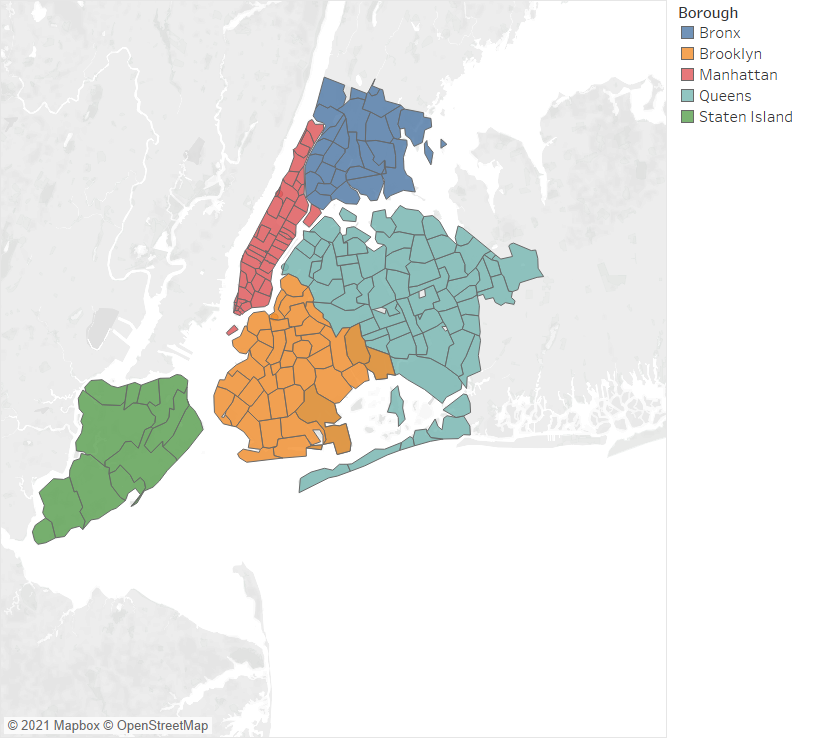 Borough
Bronx
Brooklyn
Manhattan
Queens
Staten Island
© 2021 Mapbox © OpenStreetMap